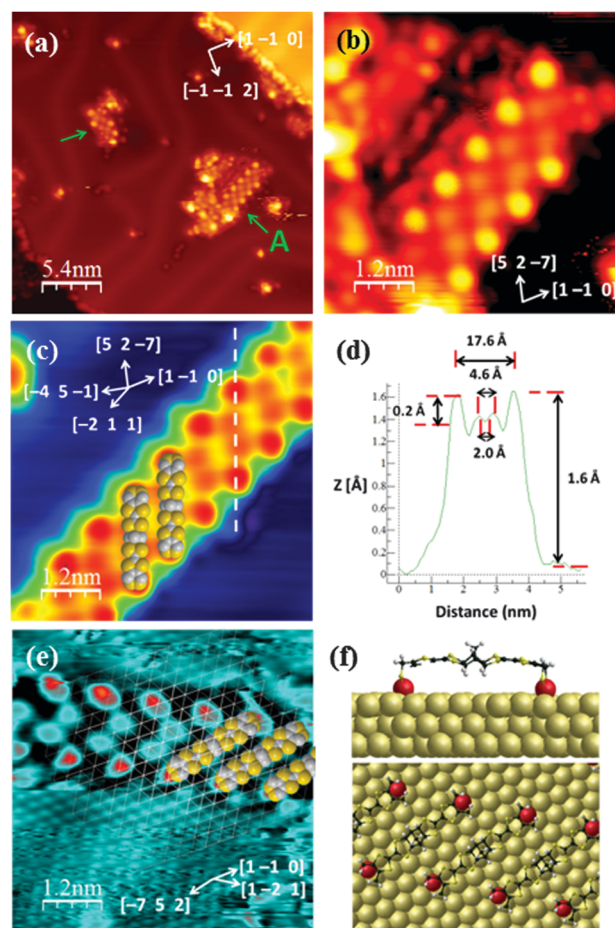 (a)
[1 −1 0]
[−1 −1 2]
A
5.4nm
(b)
1.2nm
[5 2 −7]
[1 −1 0]
(c)
[5 2 −7]
[−4 5 −1]
[1 −1 0]
[−2 1 1]
1.2nm
(d)
17.6 Å
4.6 Å
1.6
1.4
0.2 Å
1.2
2.0 Å
1
Z [Å]
0.8
1.6 Å
0.6
0.4
0.2
0
0 1 2 3 4 5
Distance (nm)
(e)
1.2nm
[1 −1 0]
[1 −2 1]
[−7 5 2]
(f)